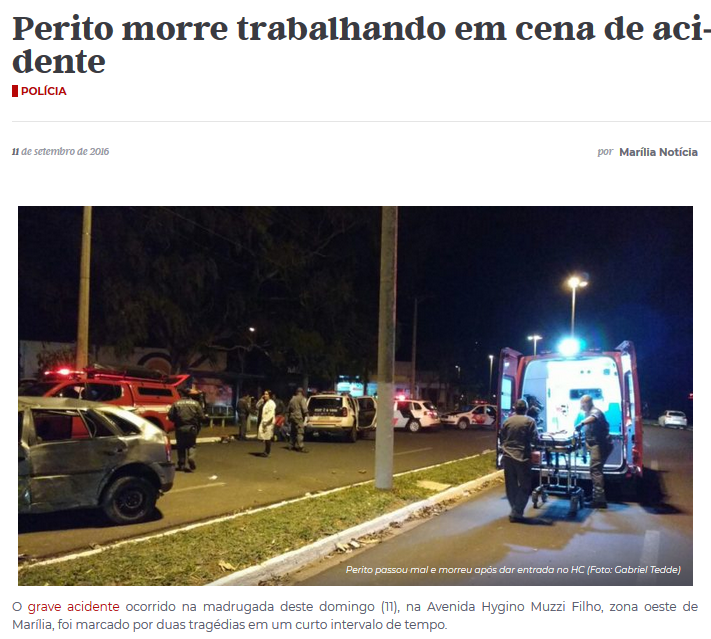 Perito morre trabalhando em cena de aci-
dente
POLÍCIA
11 de setembro de 2016
por Marília Notícia
Perito passou mal e morreu após dar entrada no HC (Foto: Gabriel Tedde)
O grave acidente ocorrido na madrugada deste domingo (11), na Avenida Hygino Muzzi Filho, zona oeste de
Marília, foi marcado por duas tragédias em um curto intervalo de tempo.